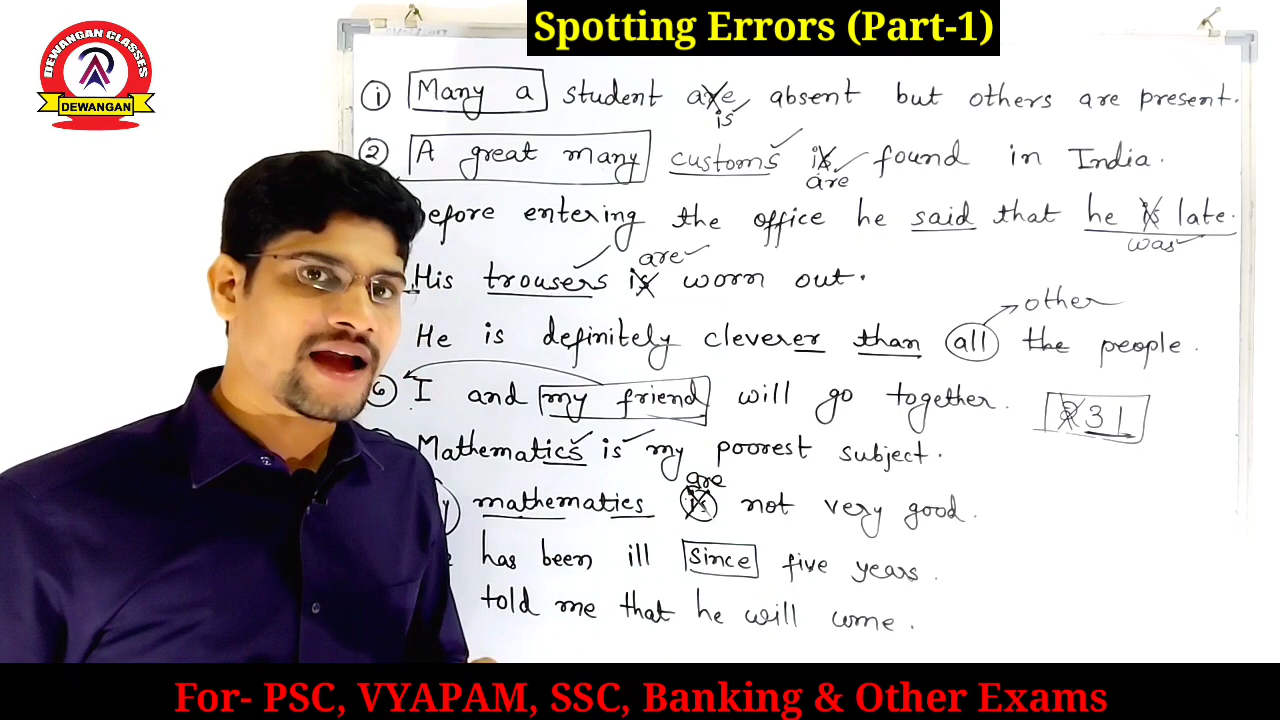 Spotting Errors (Part-1)
DEWANGAN CLASSES
DEWANGAN
① Many a student are absent but others are present.
is
② A great many customs is found in India.
are
Before entering the office he said that he is late.
was
are
His trousers is worn out.
other
He is definitely cleverer than all the people.
⑥ I and my friend will go together.
231
Mathematics is my poorest subject.
are
mathematics is not very good.
has been ill since five years.
told me that he will come.
For- PSC, VYAPAM, SSC, Banking & Other Exams